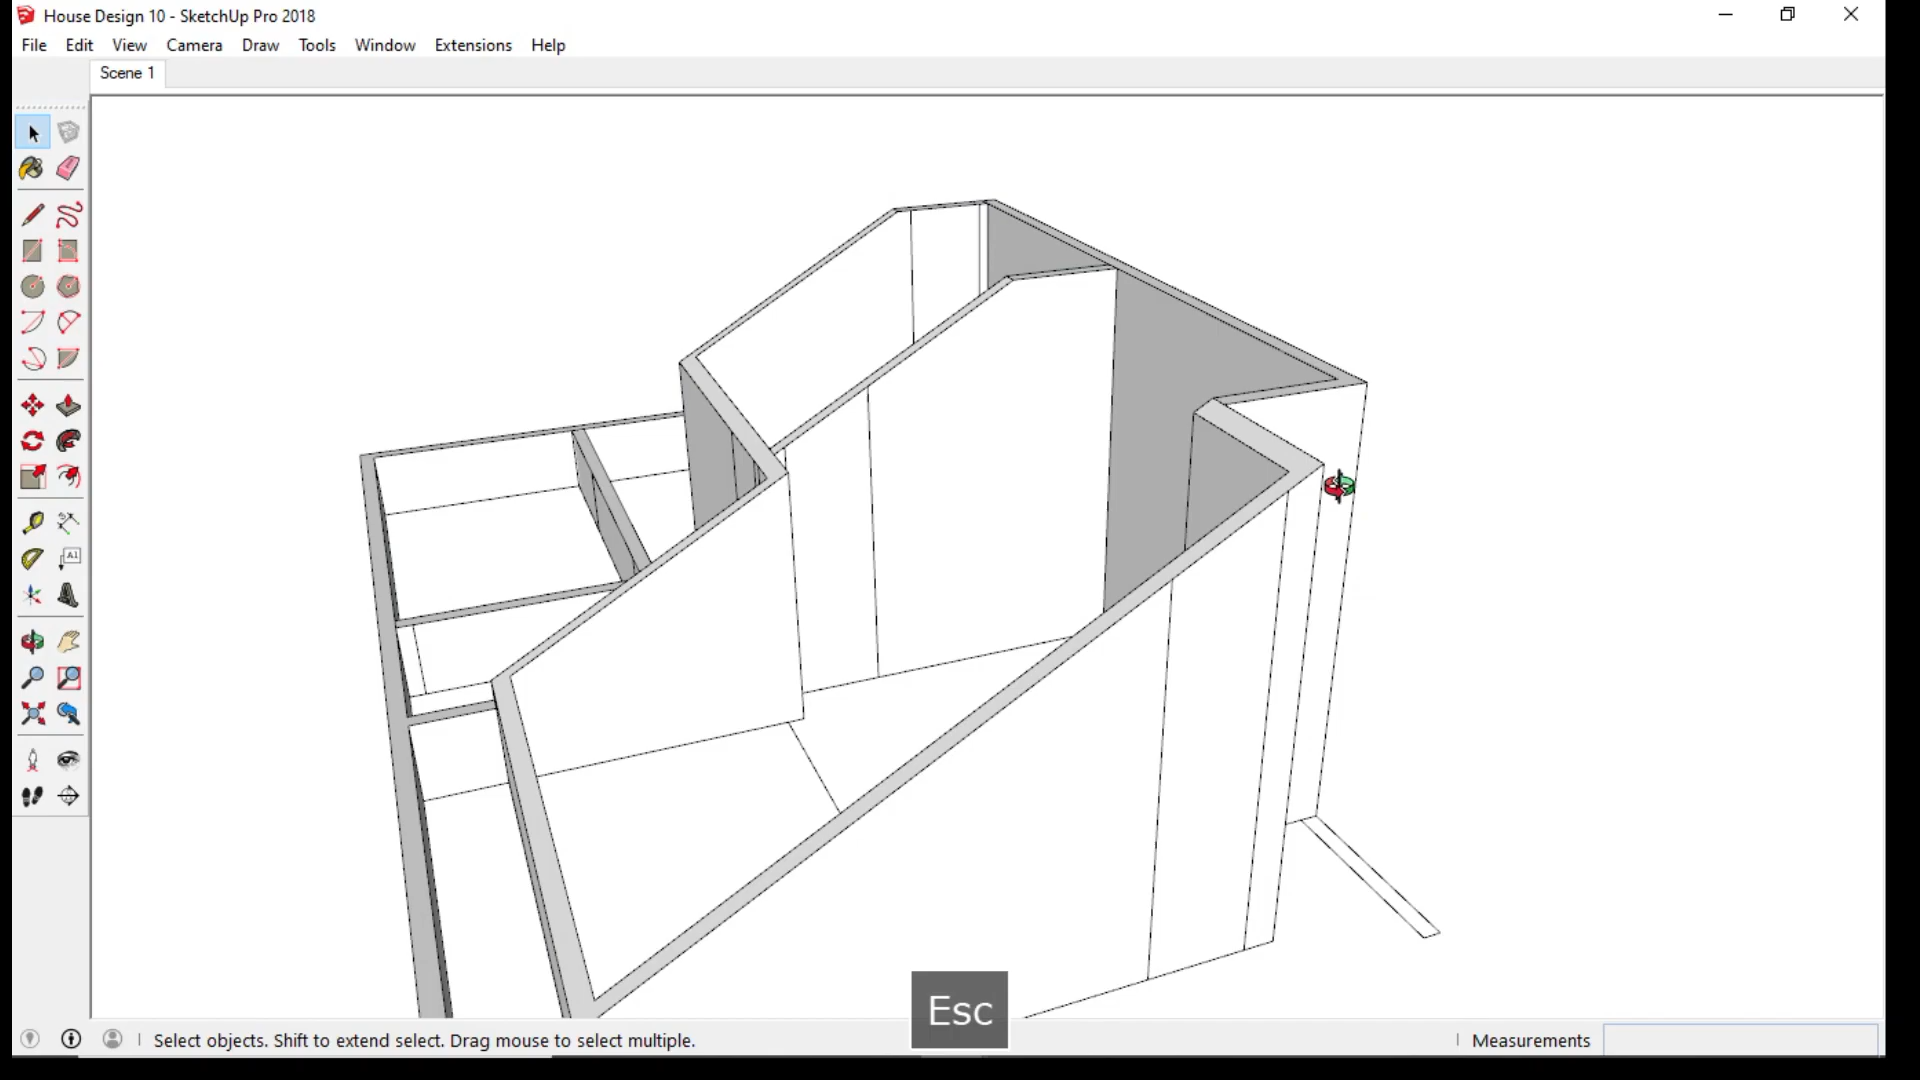 House Design 10 - SketchUp Pro 2018
File Edit View Camera Draw Tools Window Extensions Help
Scene 1
A1
Esc
Select objects. Shift to extend select. Drag mouse to select multiple.
Measurements